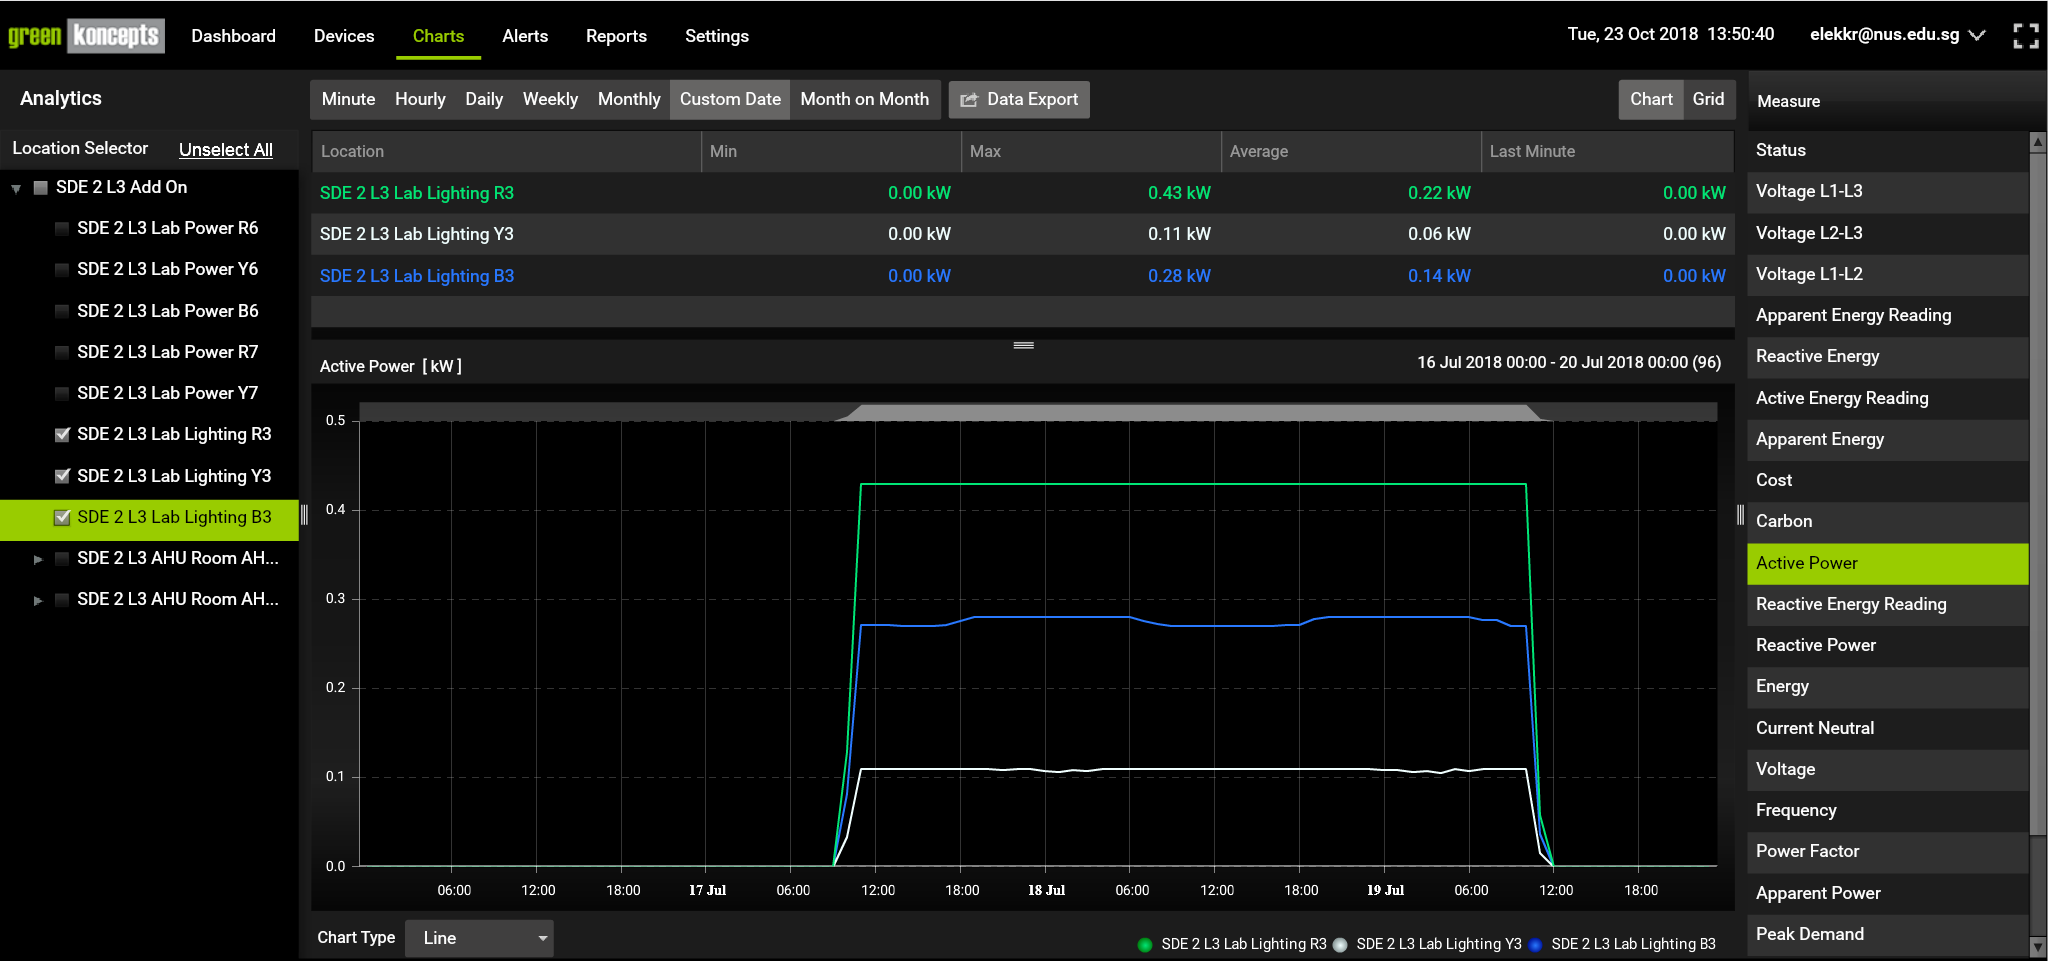 green koncepts Dashboard Devices Charts Alerts Reports Settings Tue, 23 Oct 2018 13:50:40 elekkr@nus.edu.sg
Analytics
Location Selector Unselect All
SDE 2 L3 Add On
SDE 2 L3 Lab Power R6
SDE 2 L3 Lab Power Y6
SDE 2 L3 Lab Power B6
SDE 2 L3 Lab Power R7
SDE 2 L3 Lab Power Y7
SDE 2 L3 Lab Lighting R3
SDE 2 L3 Lab Lighting Y3
SDE 2 L3 Lab Lighting B3
SDE 2 L3 AHU Room AH...
SDE 2 L3 AHU Room AH...
Minute Hourly Daily Weekly Monthly Custom Date Month on Month Data Export Chart Grid
Location Min Max Average Last Minute
SDE 2 L3 Lab Lighting R3 0.00 kW 0.43 kW 0.22 kW 0.00 kW
SDE 2 L3 Lab Lighting Y3 0.00 kW 0.11 kW 0.06 kW 0.00 kW
SDE 2 L3 Lab Lighting B3 0.00 kW 0.28 kW 0.14 kW 0.00 kW
Active Power [ kW ] 16 Jul 2018 00:00 - 20 Jul 2018 00:00 (96)
0.5
0.4
0.3
0.2
0.1
0.0
06:00 12:00 18:00 17 Jul 06:00 12:00 18:00 18 Jul 06:00 12:00 18:00 19 Jul 06:00 12:00 18:00
Chart Type Line
SDE 2 L3 Lab Lighting R3 SDE 2 L3 Lab Lighting Y3 SDE 2 L3 Lab Lighting B3
Measure
Status
Voltage L1-L3
Voltage L2-L3
Voltage L1-L2
Apparent Energy Reading
Reactive Energy
Active Energy Reading
Apparent Energy
Cost
Carbon
Active Power
Reactive Energy Reading
Reactive Power
Energy
Current Neutral
Voltage
Frequency
Power Factor
Apparent Power
Peak Demand